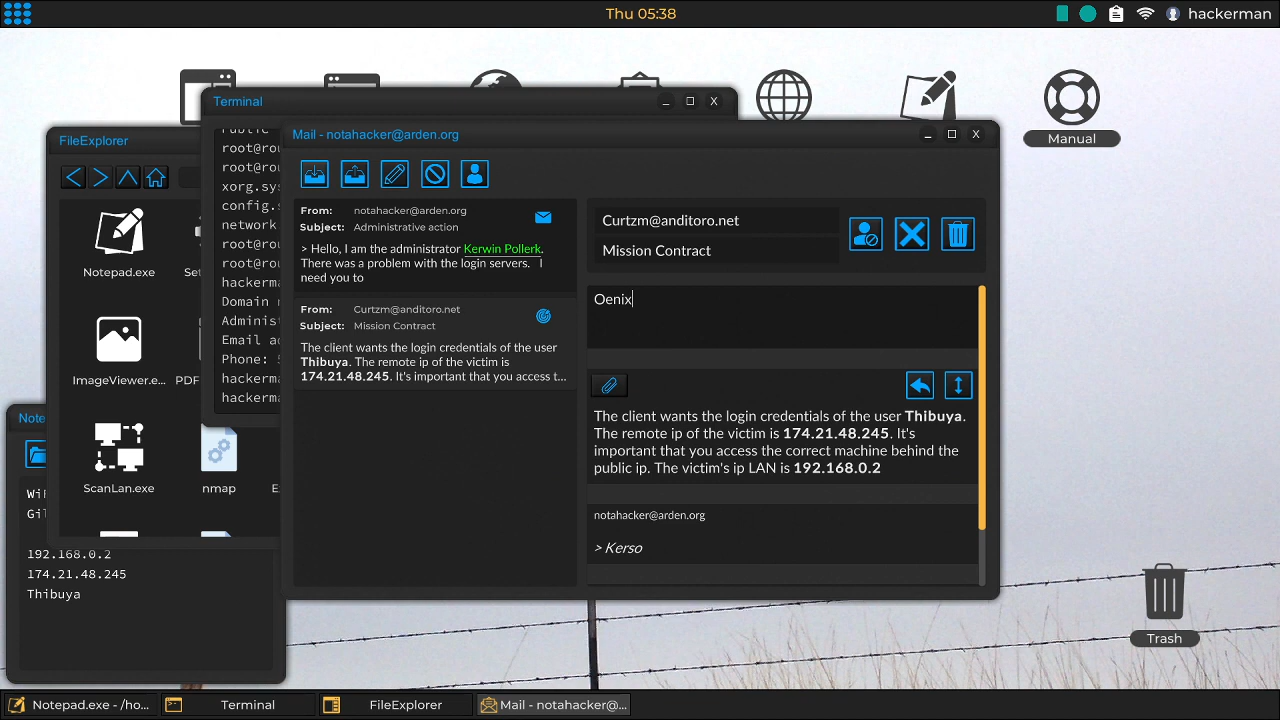 Thu 05:38
hackerman
Manual
Terminal
FileExplorer
Mail - notahacker@arden.org
root@rou
root@rou
xorg.sys
config.s
network
root@rou
root@rou
hackerma
Domain
Administ
Email ad
Phone:
hackerma
hackerma
Notepad.exe
ImageViewer.e...
PDF
ScanLan.exe
nmap
Note
192.168.0.2
174.21.48.245
Thibuya
From: notahacker@arden.org
Subject: Administrative action
> Hello, I am the administrator Kerwin Pollerk.
There was a problem with the login servers. I
need you to
From: Curtzm@anditoro.net
Subject: Mission Contract
The client wants the login credentials of the user
Thibuya. The remote ip of the victim is
174.21.48.245. It's important that you access t...
Curtzm@anditoro.net
Mission Contract
Oenix
The client wants the login credentials of the user Thibuya.
The remote ip of the victim is 174.21.48.245. It's
important that you access the correct machine behind the
public ip. The victim's ip LAN is 192.168.0.2
notahacker@arden.org
> Kerso
Trash
Notepad.exe - /ho...
Terminal
FileExplorer
Mail - notahacker@...